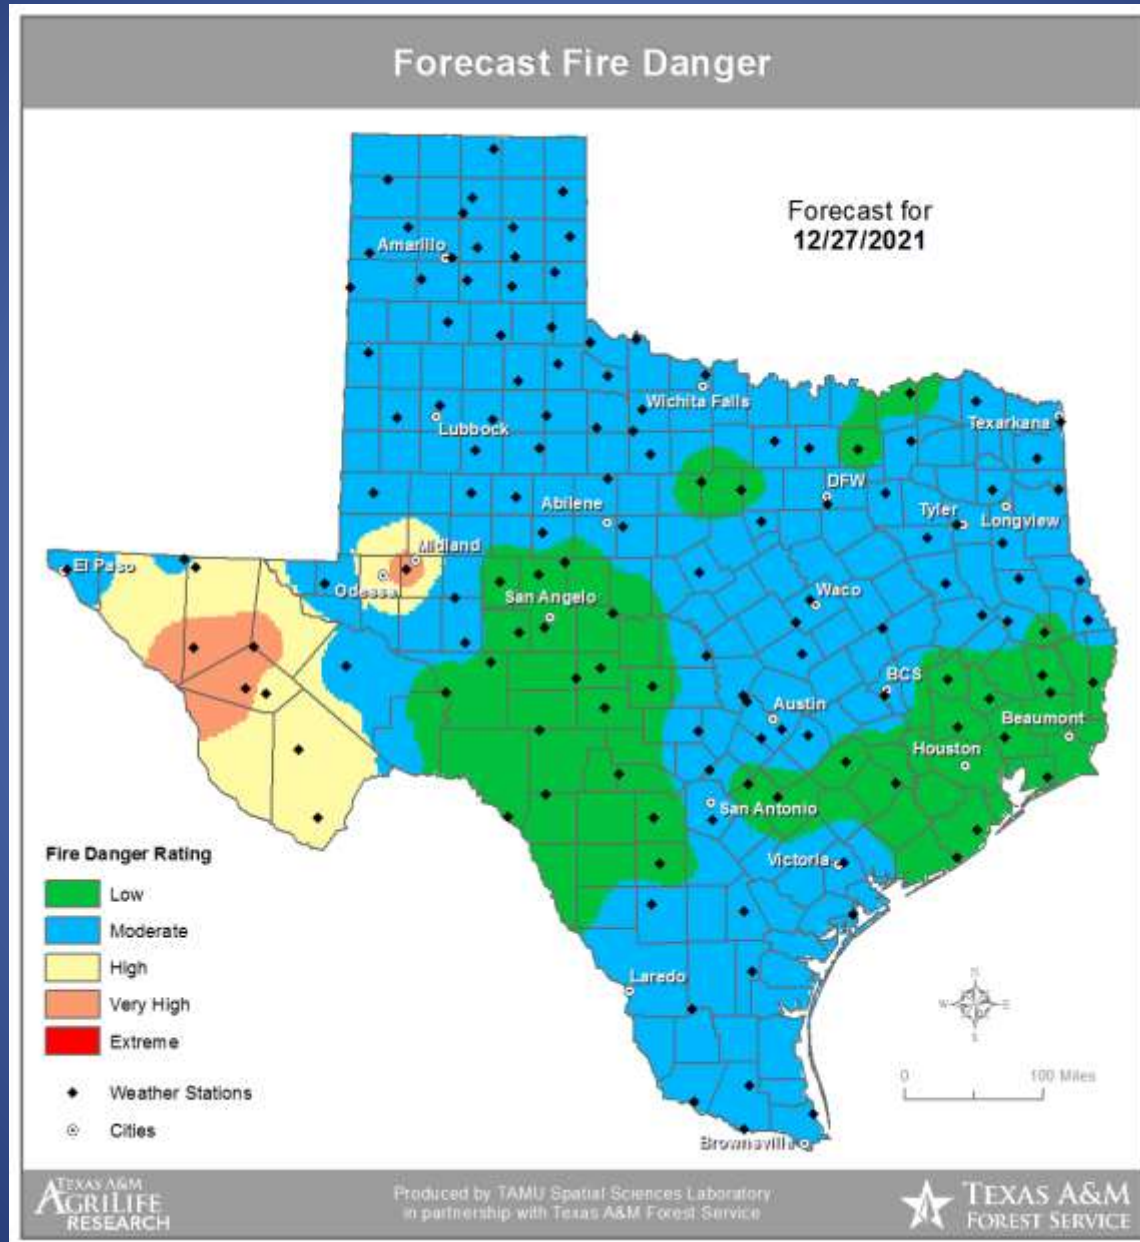 Forecast Fire Danger
Forecast for
12/27/2021
Amarillo
Wichita Falls
Lubbock
Texarkana
DFW
Abilene
Tyler
Longview
Midland
El Paso
Odessa
San Angelo
Waco
BCS
Austin
Beaumont
Houston
San Antonio
Victoria
Laredo
Brownsville
Fire Danger Rating
Low
Moderate
High
Very High
Extreme
Weather Stations
Cities
N
W
E
S
0
100 Miles
TEXAS A&M
AGRILIFE
RESEARCH
Produced by TAMU Spatial Sciences Laboratory
in partnership with Texas A&M Forest Service
TEXAS A&M
FOREST SERVICE